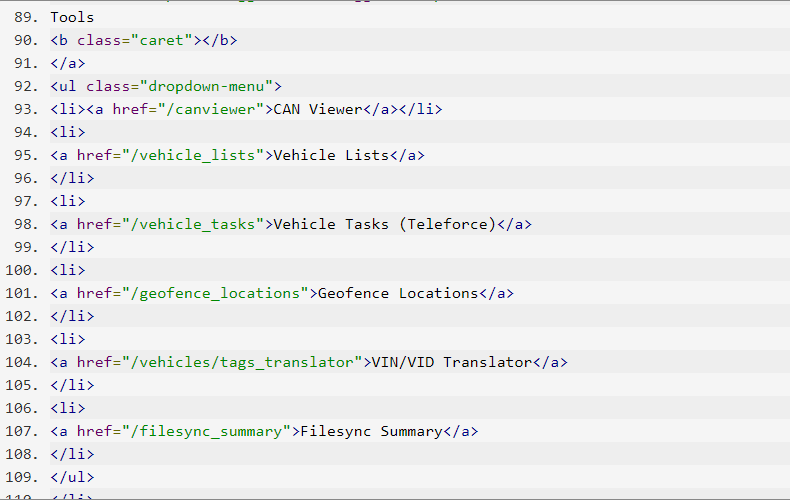 89. Tools
90. <b class="caret"></b>
91. </a>
92. <ul class="dropdown-menu">
93. <li><a href="/canviewer">CAN Viewer</a></li>
94. <li>
95. <a href="/vehicle_lists">Vehicle Lists</a>
96. </li>
97. <li>
98. <a href="/vehicle_tasks">Vehicle Tasks (Teleforce)</a>
99. </li>
100. <li>
101. <a href="/geofence_locations">Geofence Locations</a>
102. </li>
103. <li>
104. <a href="/vehicles/tags_translator">VIN/VID Translator</a>
105. </li>
106. <li>
107. <a href="/filesync_summary">Filesync Summary</a>
108. </li>
109. </ul>
110. </li>